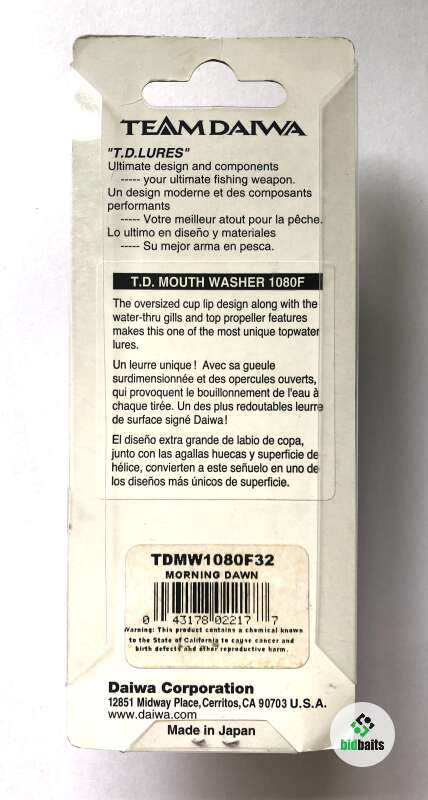 TEAM DAIWA
"T.D.LURES"
Ultimate design and components
----- your ultimate fishing weapon.
Un design moderne et des composants
performants
----- Votre meilleur atout pour la pêche.
Lo ultimo en diseño y materiales
----- Su mejor arma en pesca.
T.D. MOUTH WASHER 1080F
The oversized cup lip design along with the
water-thru gills and top propeller features
makes this one of the most unique topwater
lures.
Un leurre unique! Avec sa gueule
surdimensionnée et des opercules ouverts,
qui provoquent le bouillonnement de l'eau à
chaque tirée. Un des plus redoutables leurre
de surface signé Daiwa!
El diseño extra grande de labio de copa,
junto con las agallas huecas y superficie de
hélice, convierten a este señuelo en uno de
los diseños más únicos de superficie.
TDMW1080F32
MORNING DAWN
0 43178 02217 7
Warning: This product contains a chemical known
to the State of California to cause cancer and
birth defects and other reproductive harm.
Daiwa Corporation
12851 Midway Place,Cerritos,CA 90703 U.S.A.
www.daiwa.com
Made in Japan
bidbaits